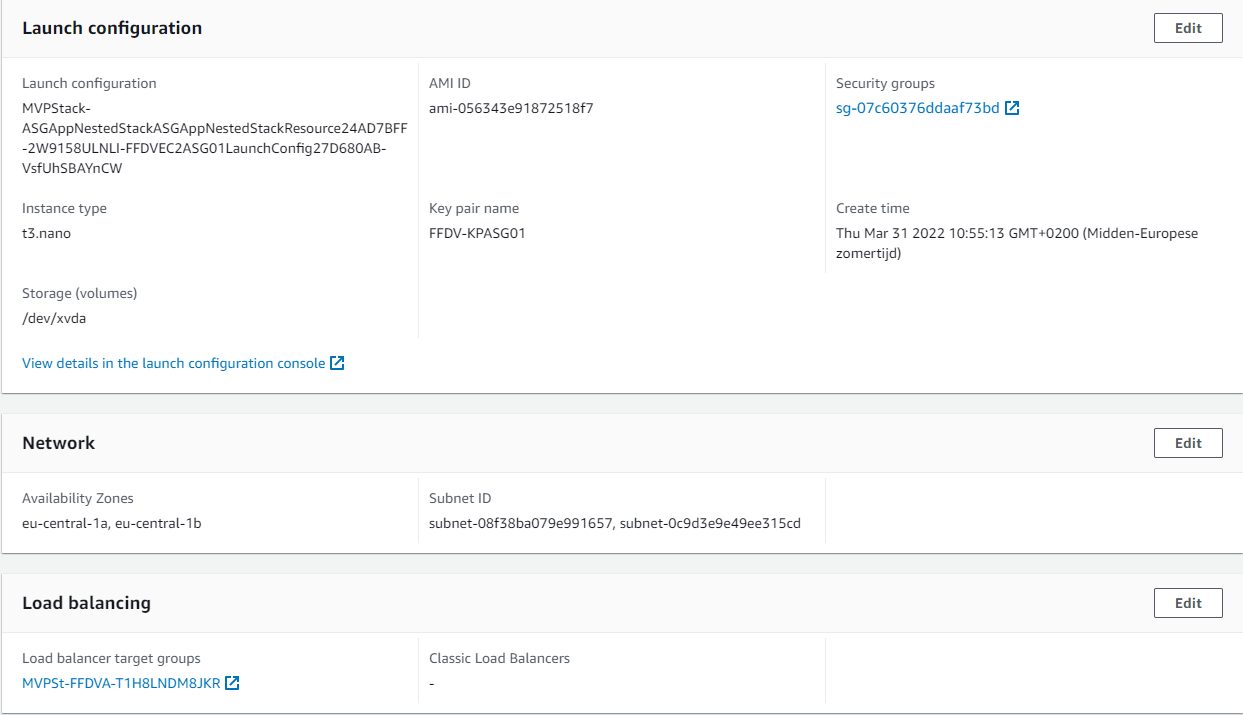 Launch configuration
Edit
Launch configuration
MVPStack-
ASGAppNestedStackASGAppNestedStackResource24AD7BFF
-2W9158ULNLI-FFDVEC2ASG01LaunchConfig27D680AB-
VsfUhSBAYnCW
AMI ID
ami-056343e91872518f7
Security groups
sg-07c60376ddaaf73bd
Instance type
t3.nano
Key pair name
FFDV-KPASG01
Create time
Thu Mar 31 2022 10:55:13 GMT+0200 (Midden-Europese
zomertijd)
Storage (volumes)
/dev/xvda
View details in the launch configuration console
Network
Edit
Availability Zones
eu-central-1a, eu-central-1b
Subnet ID
subnet-08f38ba079e991657, subnet-0c9d3e9e49ee315cd
Load balancing
Edit
Load balancer target groups
MVPSt-FFDVA-T1H8LNDM8JKR
Classic Load Balancers
-